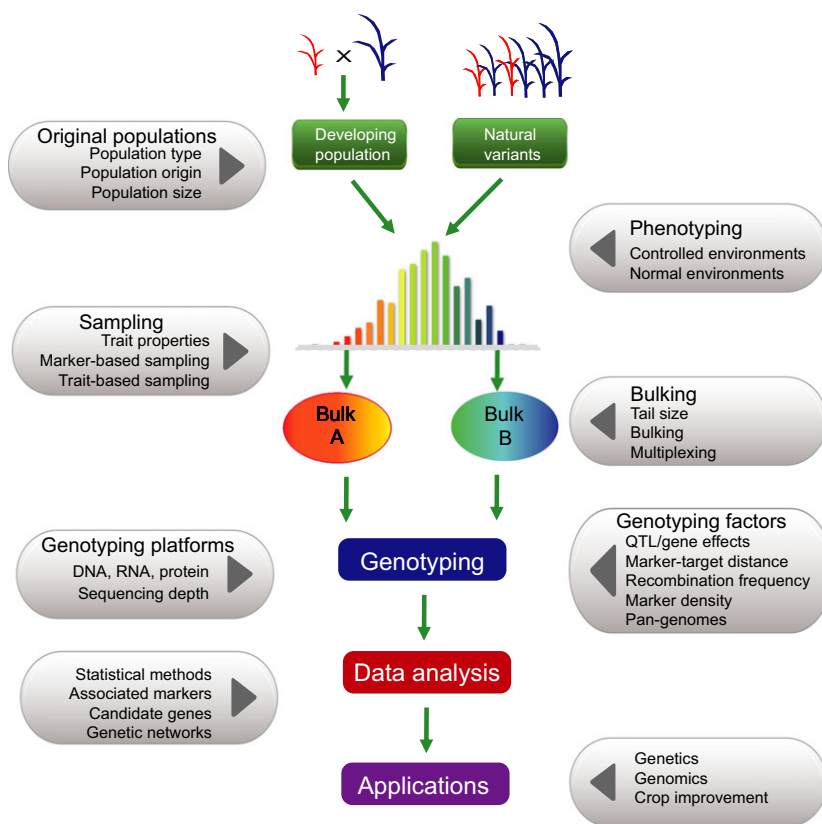 ×
Developing
population
Natural
variants
Original populations
Population type
Population origin
Population size
Phenotyping
Controlled environments
Normal environments
Sampling
Trait properties
Marker-based sampling
Trait-based sampling
Bulk
A
Bulk
B
Bulking
Tail size
Bulking
Multiplexing
Genotyping platforms
DNA, RNA, protein
Sequencing depth
Genotyping
Genotyping factors
QTL/gene effects
Marker-target distance
Recombination frequency
Marker density
Pan-genomes
Statistical methods
Associated markers
Candidate genes
Genetic networks
Data analysis
Applications
Genetics
Genomics
Crop improvement